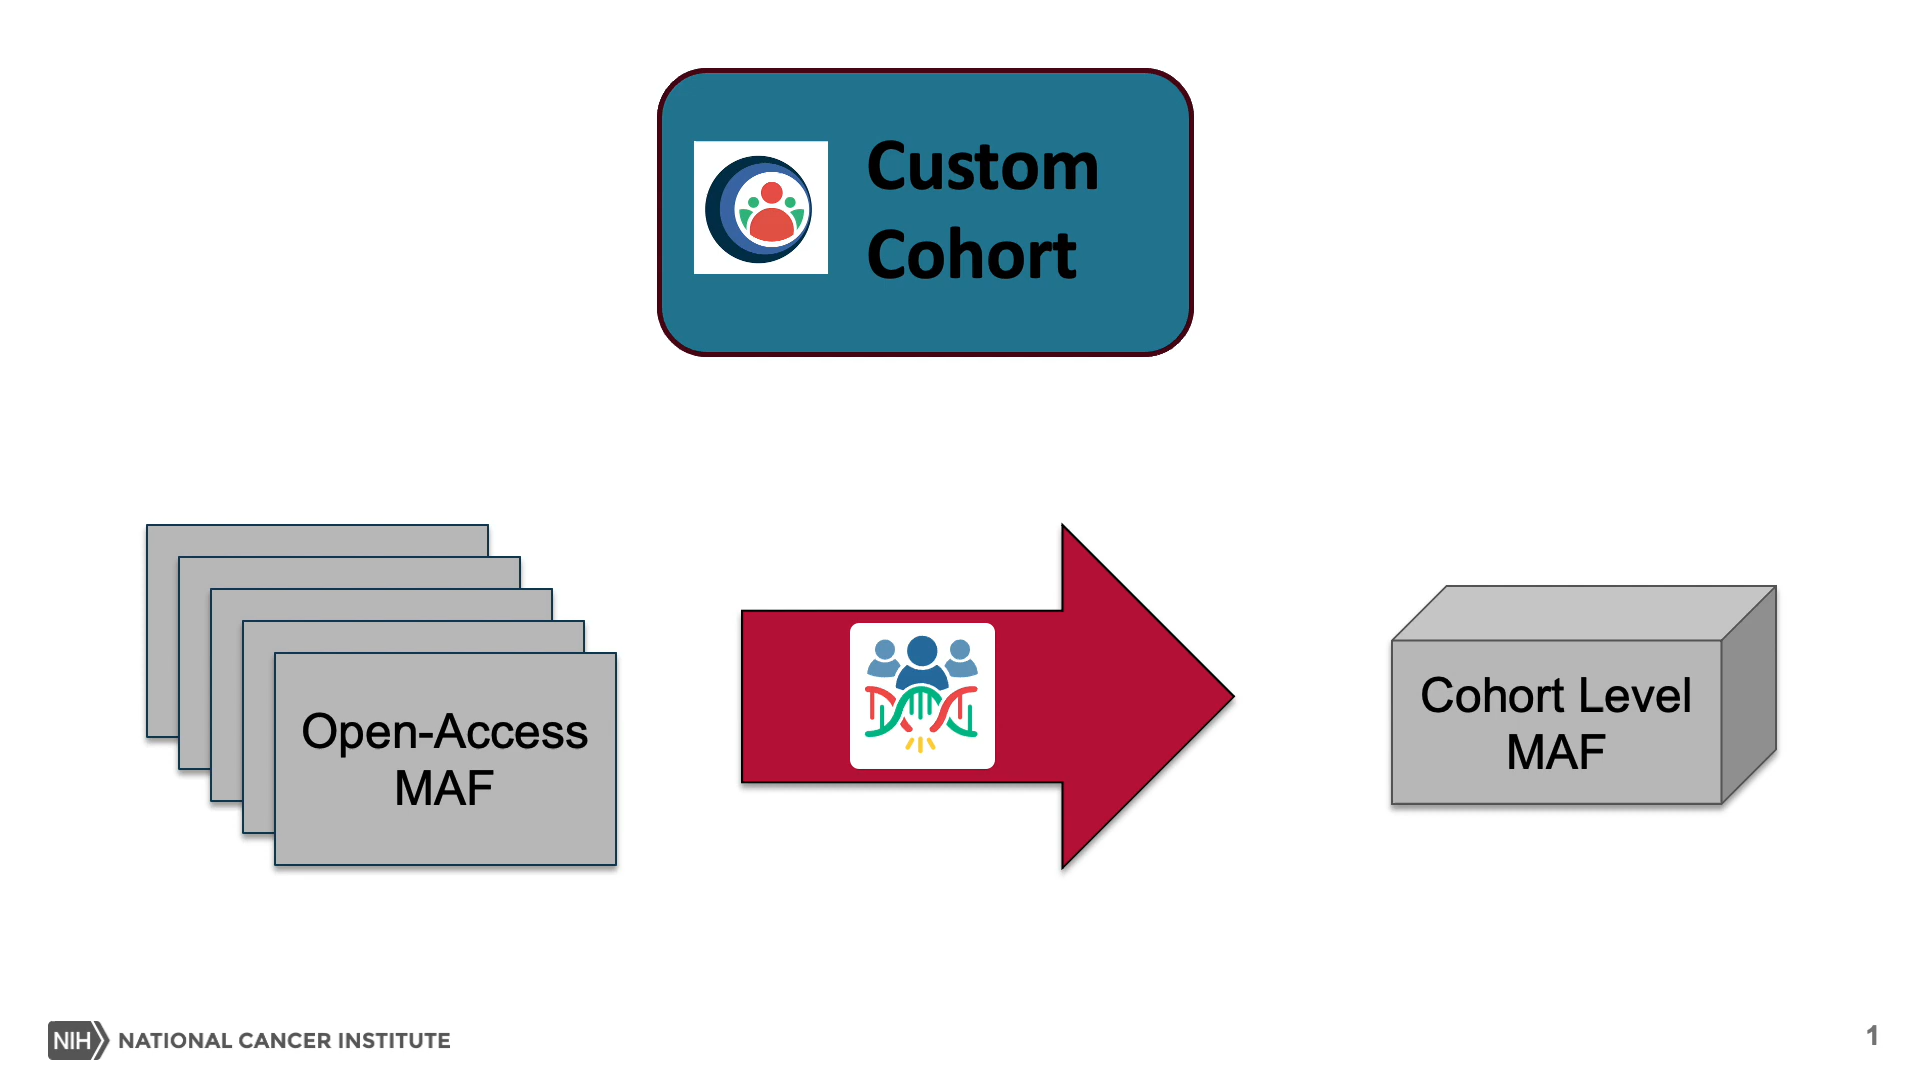 Custom
Cohort
Open-Access
MAF
Cohort Level
MAF
NIH NATIONAL CANCER INSTITUTE
1